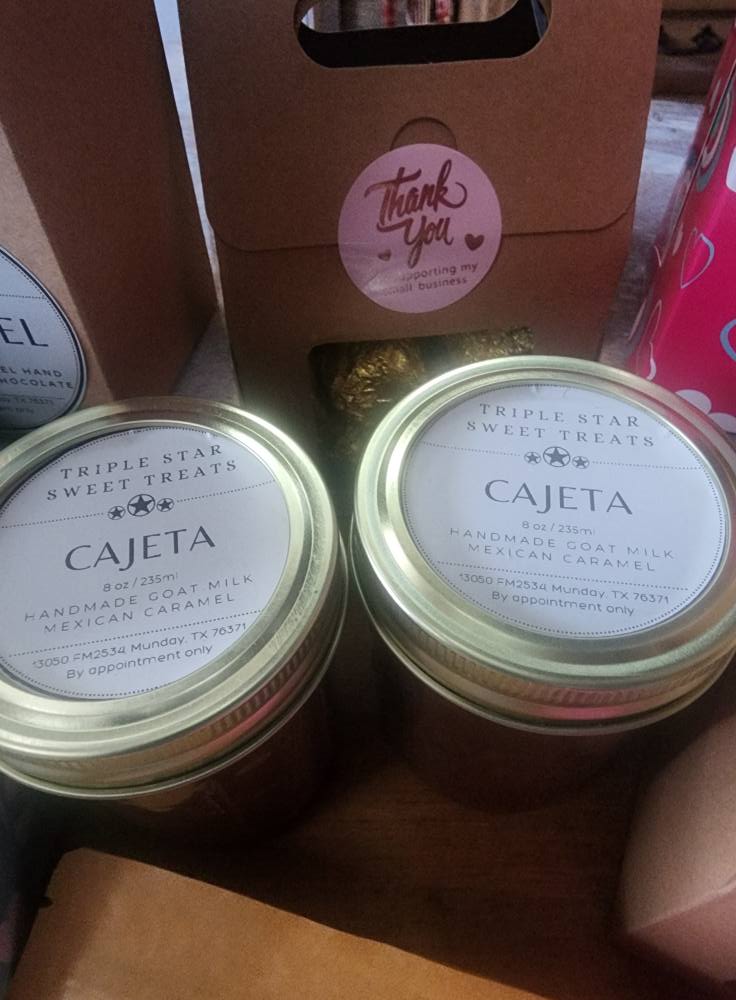 Thank
You
supporting my
small business
EL
EL HAND
CHOCOLATE
TRIPLE STAR
SWEET TREATS
CAJETA
8 oz / 235ml
HANDMADE GOAT MILK
MEXICAN CARAMEL
13050 FM2534 Munday, TX 76371
By appointment only
TRIPLE STAR
SWEET TREATS
CAJETA
8 oz / 235ml
HANDMADE GOAT MILK
MEXICAN CARAMEL
13050 FM2534 Munday, TX 76371
By appointment only